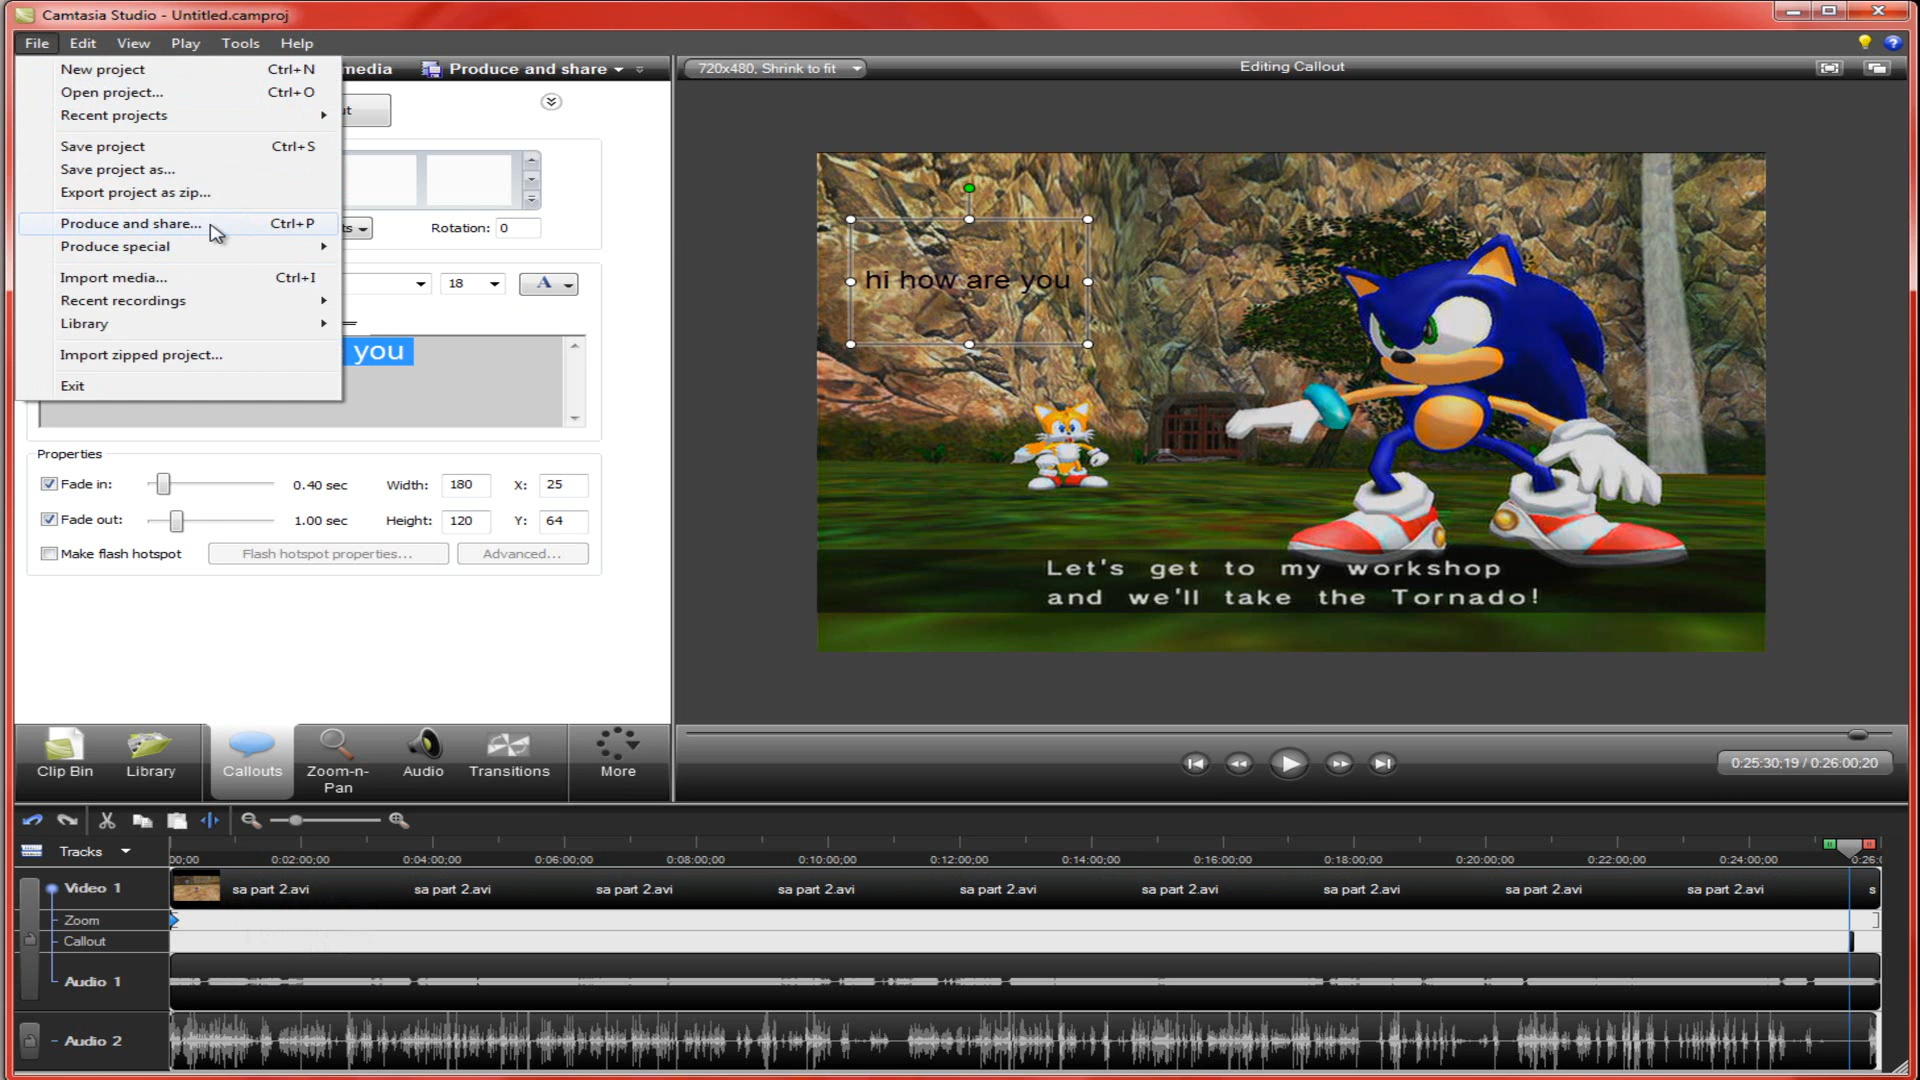 Camtasia Studio - Untitled.camproj
File Edit View Play Tools Help
New project Ctrl+N
Open project... Ctrl+O
Recent projects
Save project Ctrl+S
Save project as...
Export project as zip...
Produce and share... Ctrl+P
Produce special
Import media... Ctrl+I
Recent recordings
Library
Import zipped project...
Exit
media Produce and share
Rotation: 0
18
A
you
Properties
Fade in: 0.40 sec Width: 180 X: 25
Fade out: 1.00 sec Height: 120 Y: 64
Make flash hotspot Flash hotspot properties... Advanced...
720x480, Shrink to fit Editing Callout
hi how are you
Let's get to my workshop
and we'll take the Tornado!
Clip Bin Library Callouts Zoom-n-Pan Audio Transitions More
0:25:30;19 / 0:26:00;20
Tracks 00;00 0:02:00;00 0:04:00;00 0:06:00;00 0:08:00;00 0:10:00;00 0:12:00;00 0:14:00;00 0:16:00;00 0:18:00;00 0:20:00;00 0:22:00;00 0:24:00;00 0:26:
Video 1 sa part 2.avi sa part 2.avi sa part 2.avi sa part 2.avi sa part 2.avi sa part 2.avi sa part 2.avi sa part 2.avi sa part 2.avi s
Zoom
Callout
Audio 1
Audio 2